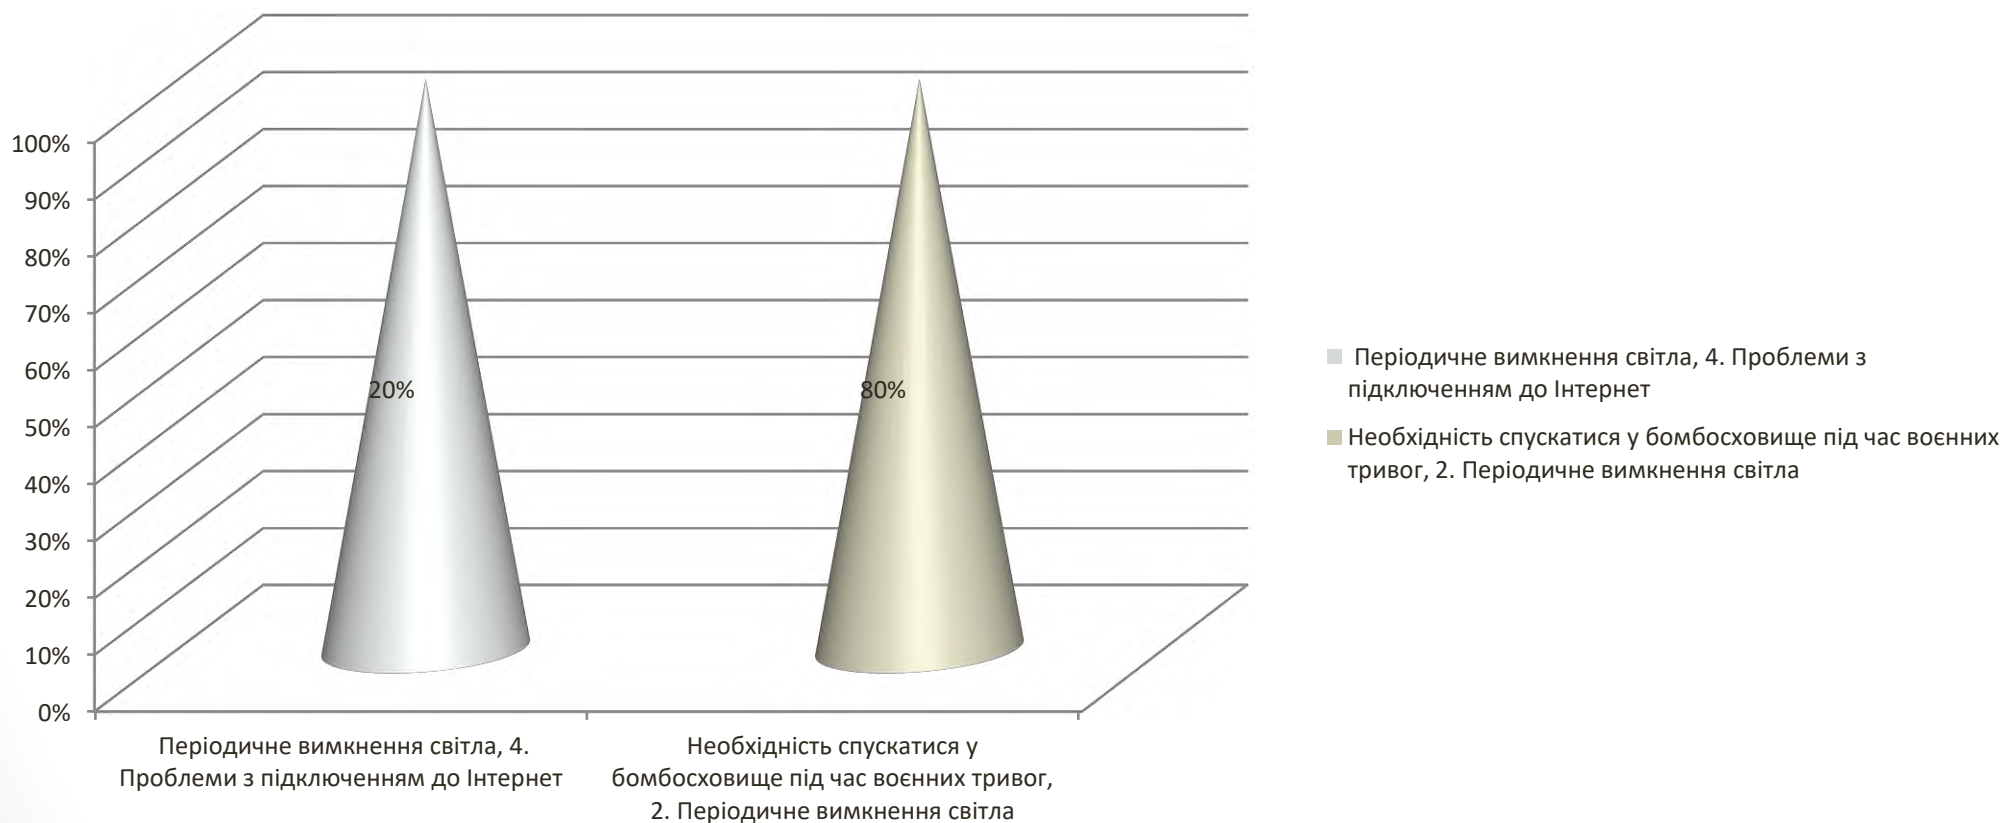 100%
90%
80%
70%
60%
50%
40%
30%
20%
10%
0%
20%
80%
Періодичне вимкнення світла, 4.
Проблеми з підключенням до Інтернет
Необхідність спускатися у
бомбосховище під час воєнних тривог,
2. Періодичне вимкнення світла
Періодичне вимкнення світла, 4. Проблеми з
підключенням до Інтернет
Необхідність спускатися у бомбосховище під час воєнних
тривог, 2. Періодичне вимкнення світла